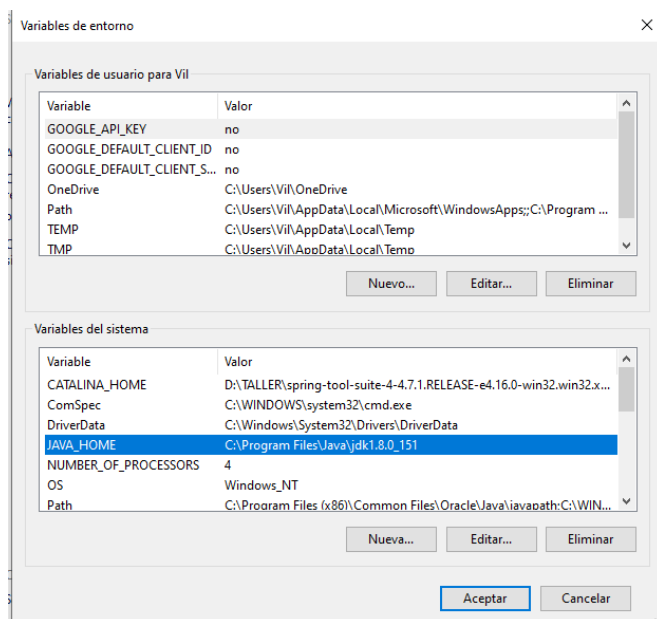 Variables de entorno
Variables de usuario para Vil
Variable Valor
GOOGLE_API_KEY no
GOOGLE_DEFAULT_CLIENT_ID no
GOOGLE_DEFAULT_CLIENT_S... no
OneDrive C:\Users\Vil\OneDrive
Path C:\Users\Vil\AppData\Local\Microsoft\WindowsApps;;C:\Program ...
TEMP C:\Users\Vil\AppData\Local\Temp
TMP C:\Users\Vil\AppData\Local\Temp
Nuevo... Editar... Eliminar
Variables del sistema
Variable Valor
CATALINA_HOME D:\TALLER\spring-tool-suite-4-4.7.1.RELEASE-e4.16.0-win32.win32.x...
ComSpec C:\WINDOWS\system32\cmd.exe
DriverData C:\Windows\System32\Drivers\DriverData
JAVA_HOME C:\Program Files\Java\jdk1.8.0_151
NUMBER_OF_PROCESSORS 4
OS Windows_NT
Path C:\Program Files (x86)\Common Files\Oracle\Java\javapath;C:\WIN...
Nueva... Editar... Eliminar
Aceptar Cancelar